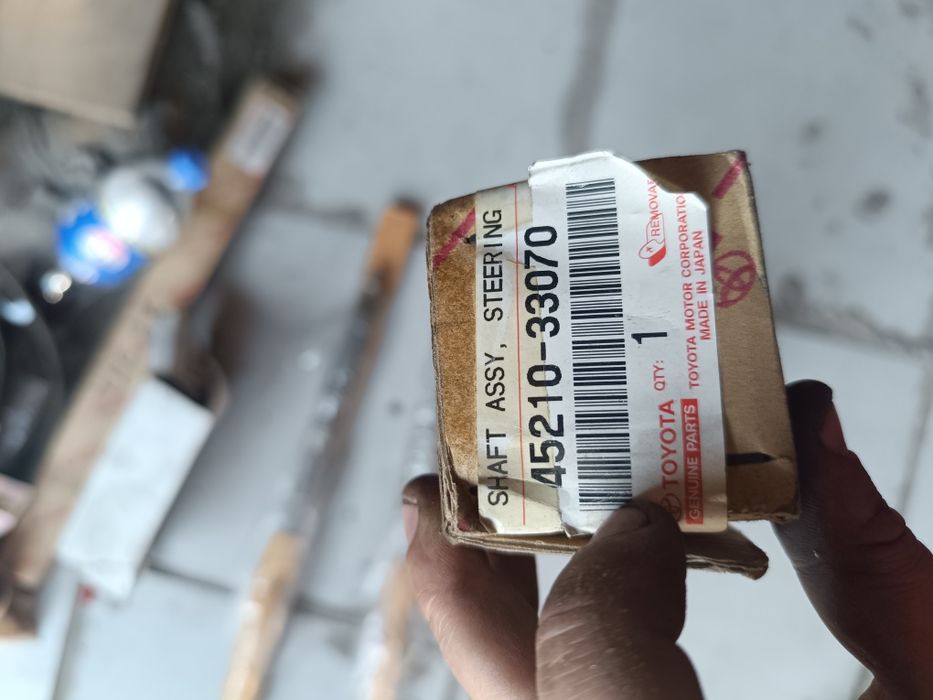 SHAFT ASSY, STEERING
45210-33070
QTY: 1
TOYOTA
GENUINE PARTS
TOYOTA MOTOR CORPORATIO
MADE IN JAPAN